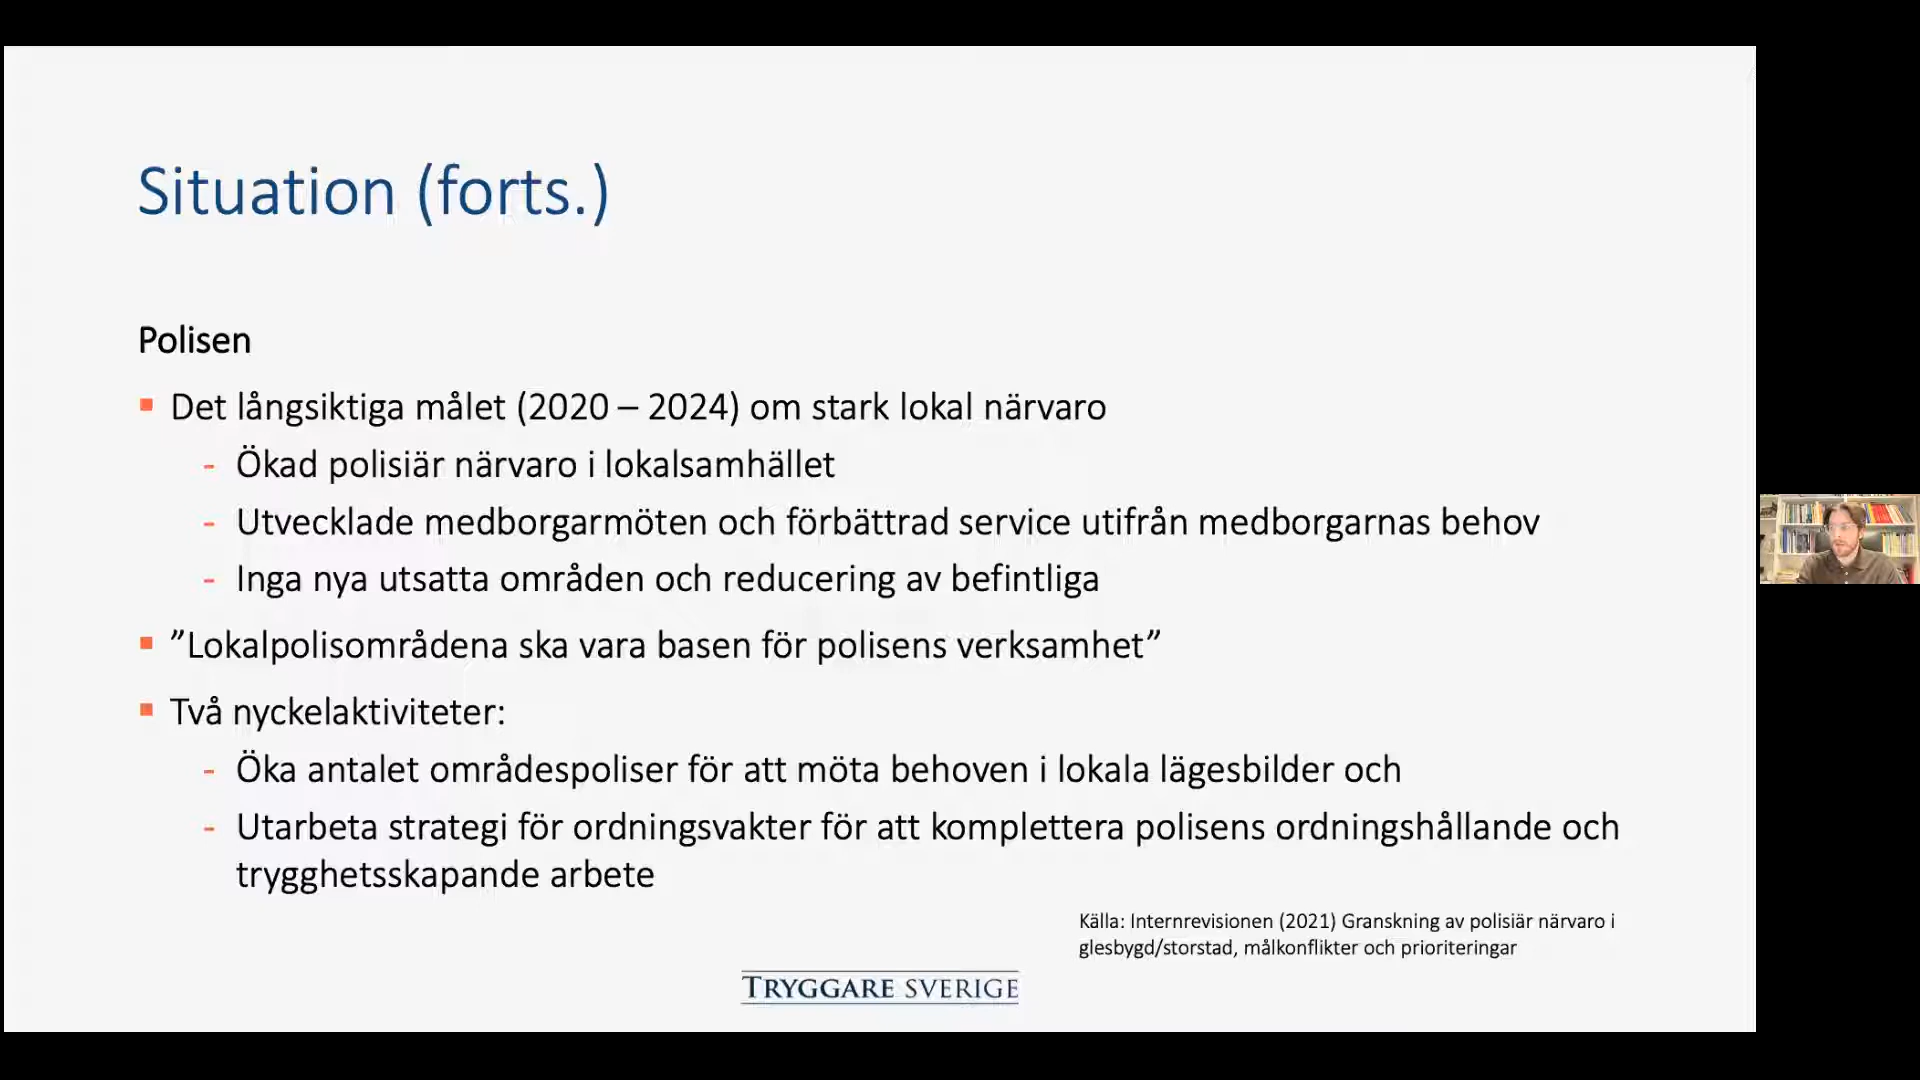 Situation (forts.)
Polisen
▪ Det långsiktiga målet (2020 – 2024) om stark lokal närvaro
- Ökad polisiär närvaro i lokalsamhället
- Utvecklade medborgarmöten och förbättrad service utifrån medborgarnas behov
- Inga nya utsatta områden och reducering av befintliga
▪ ”Lokalpolisområdena ska vara basen för polisens verksamhet”
▪ Två nyckelaktiviteter:
- Öka antalet områdespoliser för att möta behoven i lokala lägesbilder och
- Utarbeta strategi för ordningsvakter för att komplettera polisens ordningshållande och
trygghetsskapande arbete
Källa: Internrevisionen (2021) Granskning av polisiär närvaro i
glesbygd/storstad, målkonflikter och prioriteringar
TRYGGARE SVERIGE